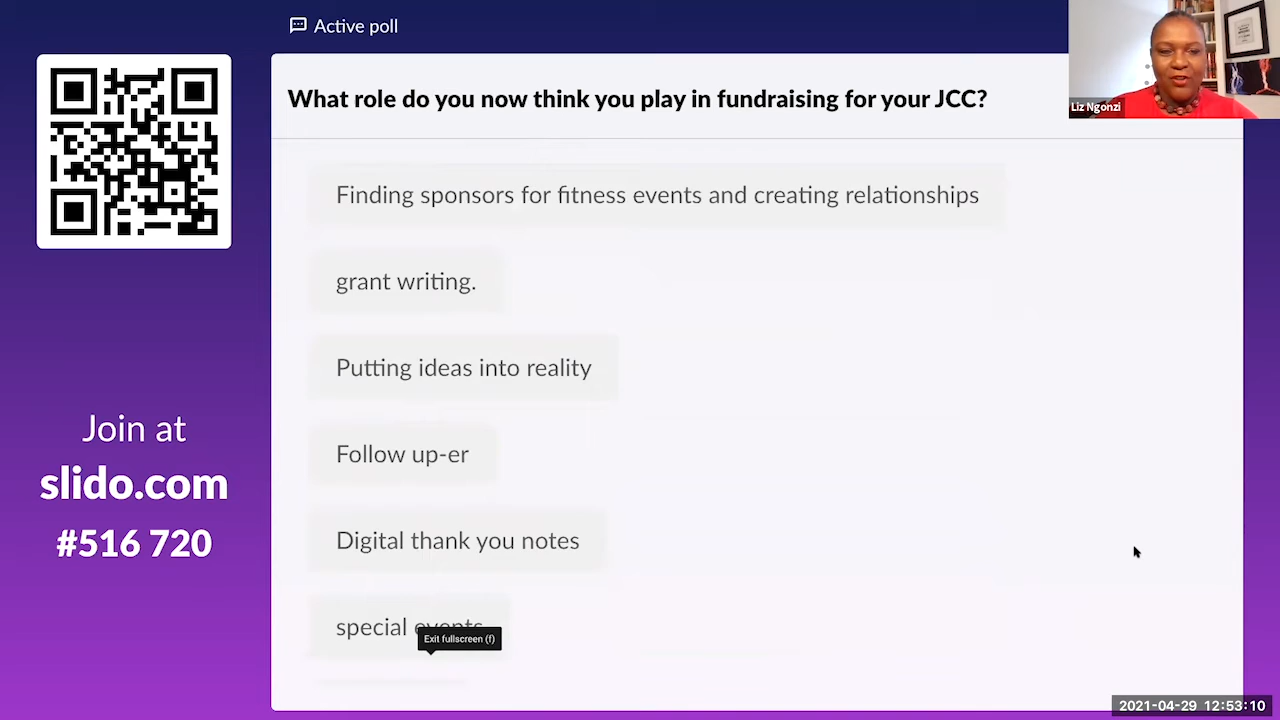 Active poll
What role do you now think you play in fundraising for your JCC?
Liz Ngonzi
Finding sponsors for fitness events and creating relationships
grant writing.
Putting ideas into reality
Follow up-er
Digital thank you notes
special events
Exit fullscreen (f)
Join at
slido.com
#516 720
2021-04-29 12:53:10